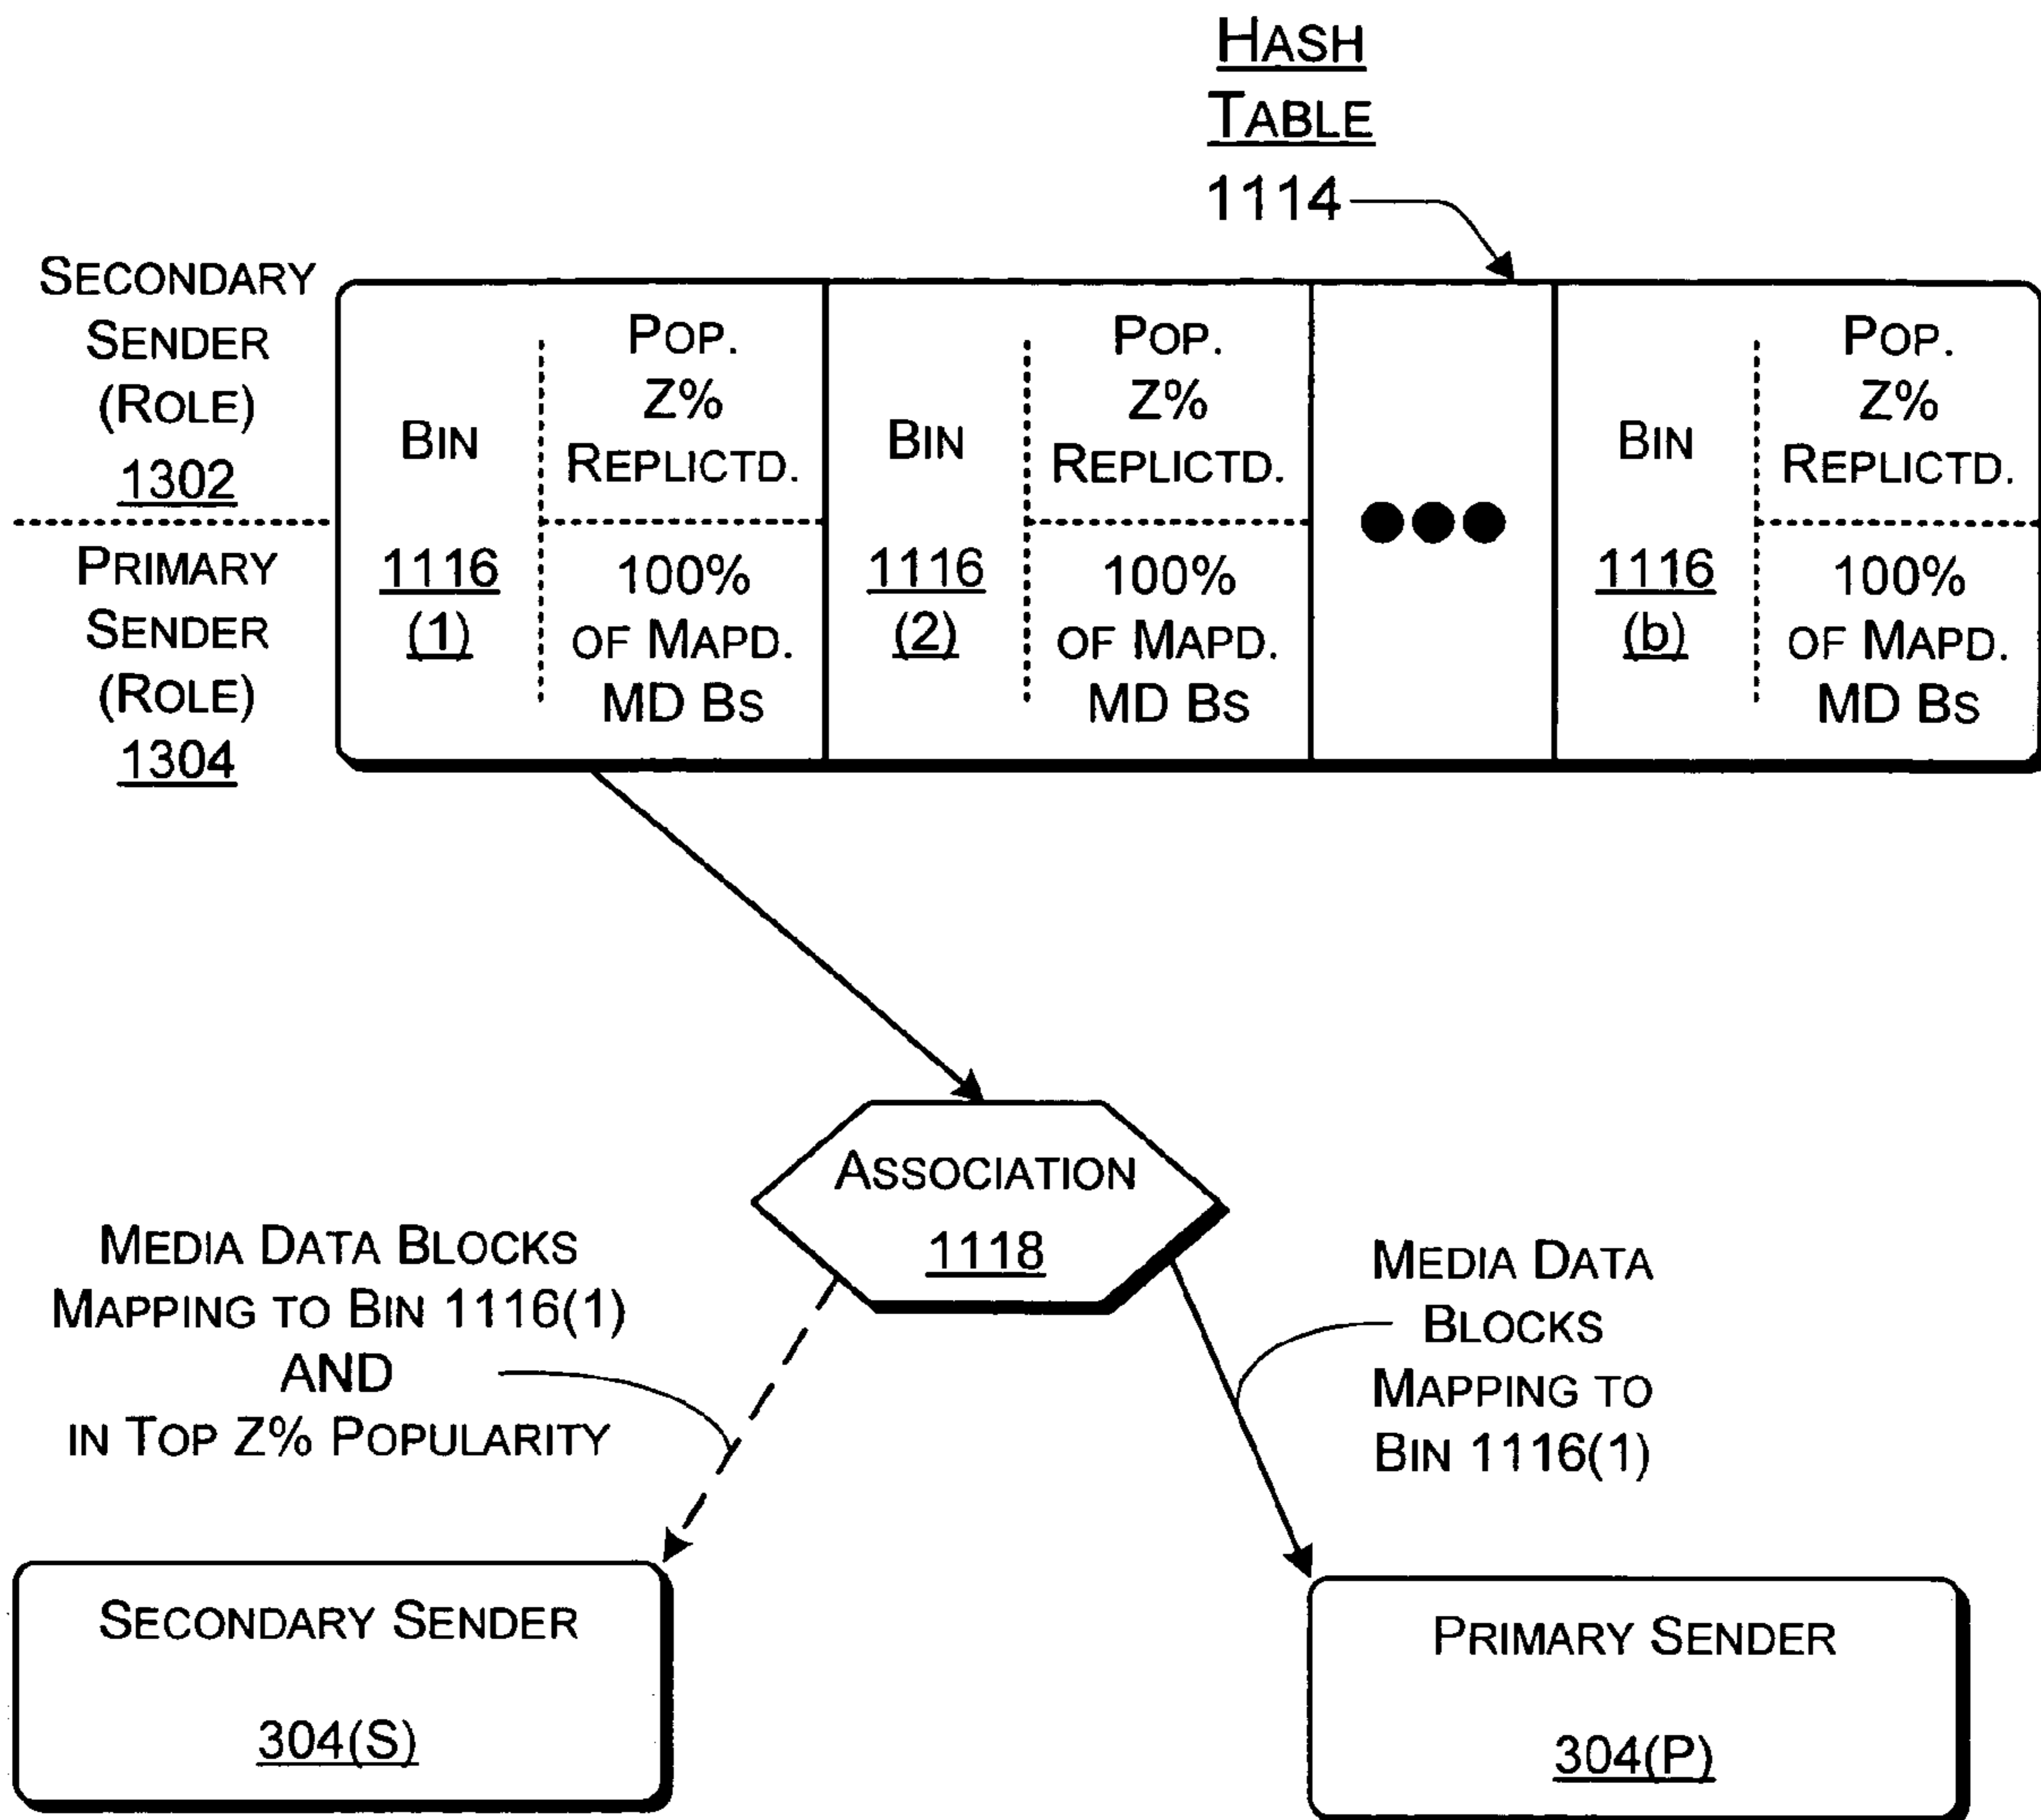 HASH
TABLE
1114
SECONDARY
SENDER
(ROLE)
1302
PRIMARY
SENDER
(ROLE)
1304
BIN
1116
(1)
POP.
Z%
REPLICTD.
100%
OF MAPD.
MD BS
BIN
1116
(2)
POP.
Z%
REPLICTD.
100%
OF MAPD.
MD BS
BIN
1116
(b)
POP.
Z%
REPLICTD.
100%
OF MAPD.
MD BS
ASSOCIATION
1118
MEDIA DATA BLOCKS
MAPPING TO BIN 1116(1)
AND
IN TOP Z% POPULARITY
MEDIA DATA
BLOCKS
MAPPING TO
BIN 1116(1)
SECONDARY SENDER
304(S)
PRIMARY SENDER
304(P)